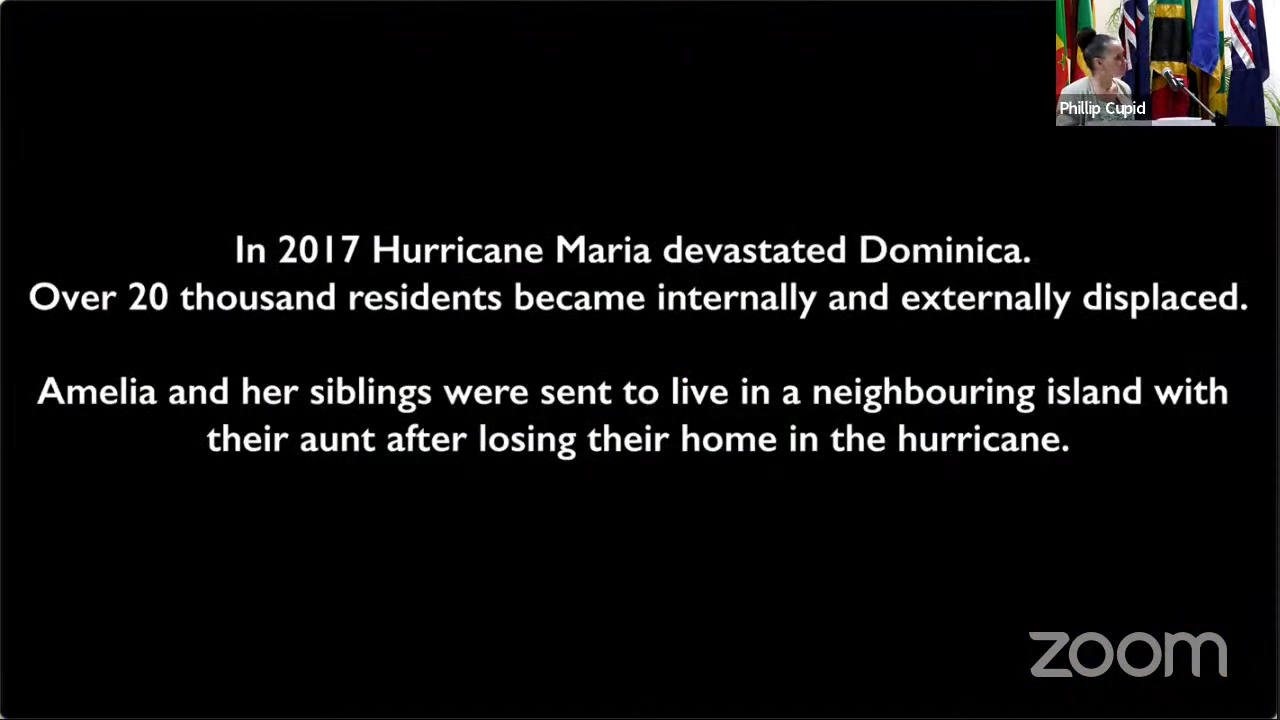 Phillip Cupid
In 2017 Hurricane Maria devastated Dominica.
Over 20 thousand residents became internally and externally displaced.
Amelia and her siblings were sent to live in a neighbouring island with
their aunt after losing their home in the hurricane.
zoom